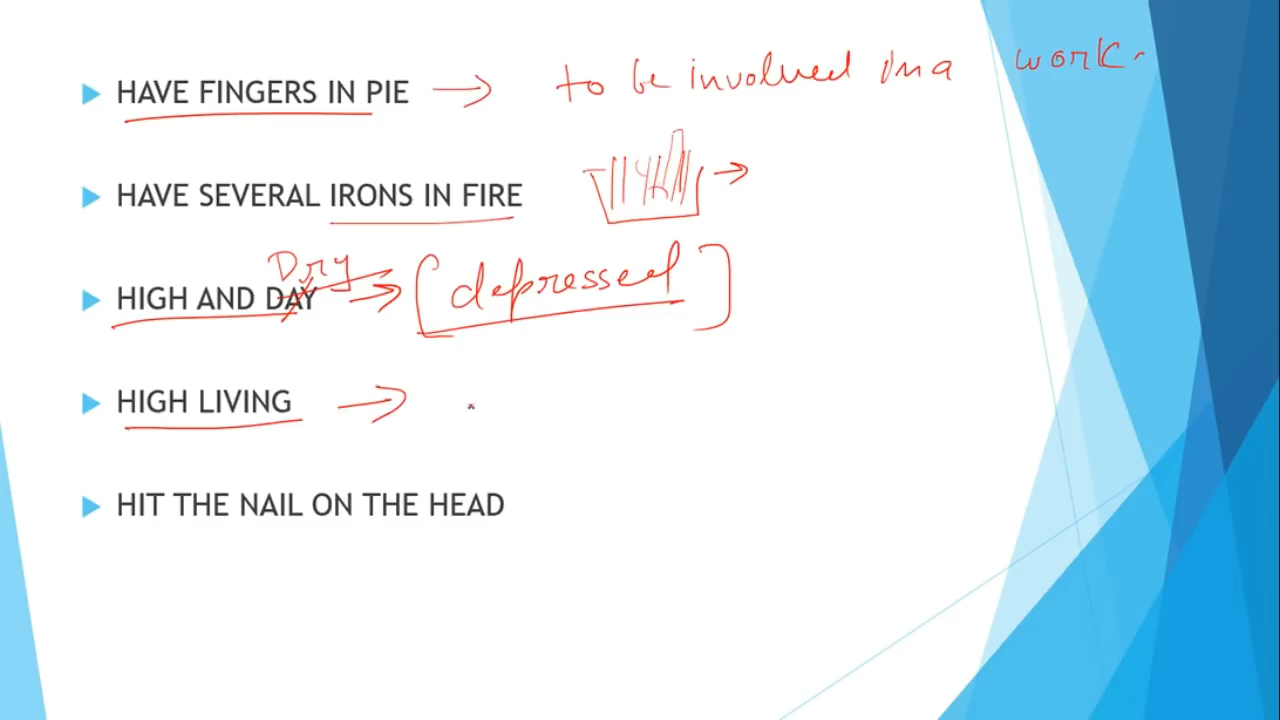 HAVE FINGERS IN PIE → to be involved in a work.
HAVE SEVERAL IRONS IN FIRE →
Dry
HIGH AND DAY → [depressed]
HIGH LIVING →
HIT THE NAIL ON THE HEAD